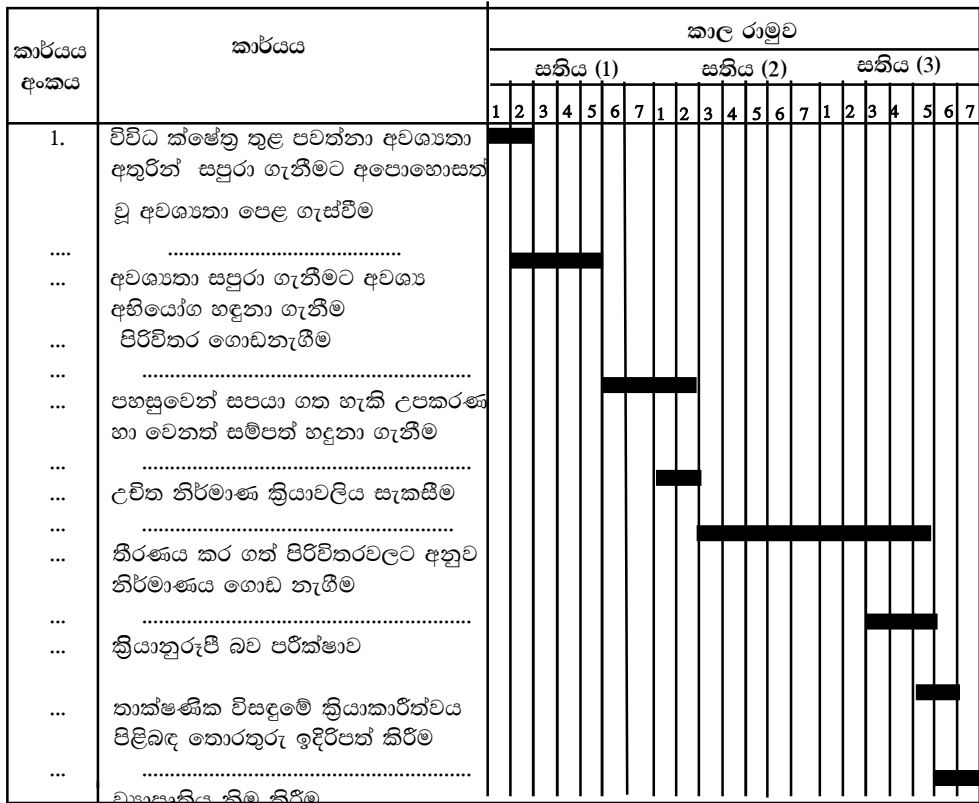 කාල රාමුව
කාර්යය අංකය
කාර්යය
සතිය (1) සතිය (2) සතිය (3)
1 2 3 4 5 6 7 1 2 3 4 5 6 7 1 2 3 4 5 6 7
1. විවිධ ක්ෂේත්‍ර තුළ පවත්නා අවශ්‍යතා
අතුරින් සපුරා ගැනීමට අපොහොසත්
වූ අවශ්‍යතා පෙළ ගැස්වීම
.... ..........................................
... අවශ්‍යතා සපුරා ගැනීමට අවශ්‍ය
අභියෝග හඳුනා ගැනීම
... පිරිවිතර ගොඩනැගීම
... ...........................................................
... පහසුවෙන් සපයා ගත හැකි උපකරණ
හා වෙනත් සම්පත් හදුනා ගැනීම
... ...........................................................
... උචිත නිර්මාණ ක්‍රියාවලිය සැකසීම
... ........................................................
... තීරණය කර ගත් පිරිවිතරවලට අනුව
නිර්මාණය ගොඩ නැගීම
... ...........................................................
... ක්‍රියානුරූපී බව පරීක්ෂාව
... තාක්ෂණික විසඳුමේ ක්‍රියාකාරීත්වය
පිළිබඳ තොරතුරු ඉදිරිපත් කිරීම
... ...........................................................
... ව්‍යාපෘතිය නිම කිරීම